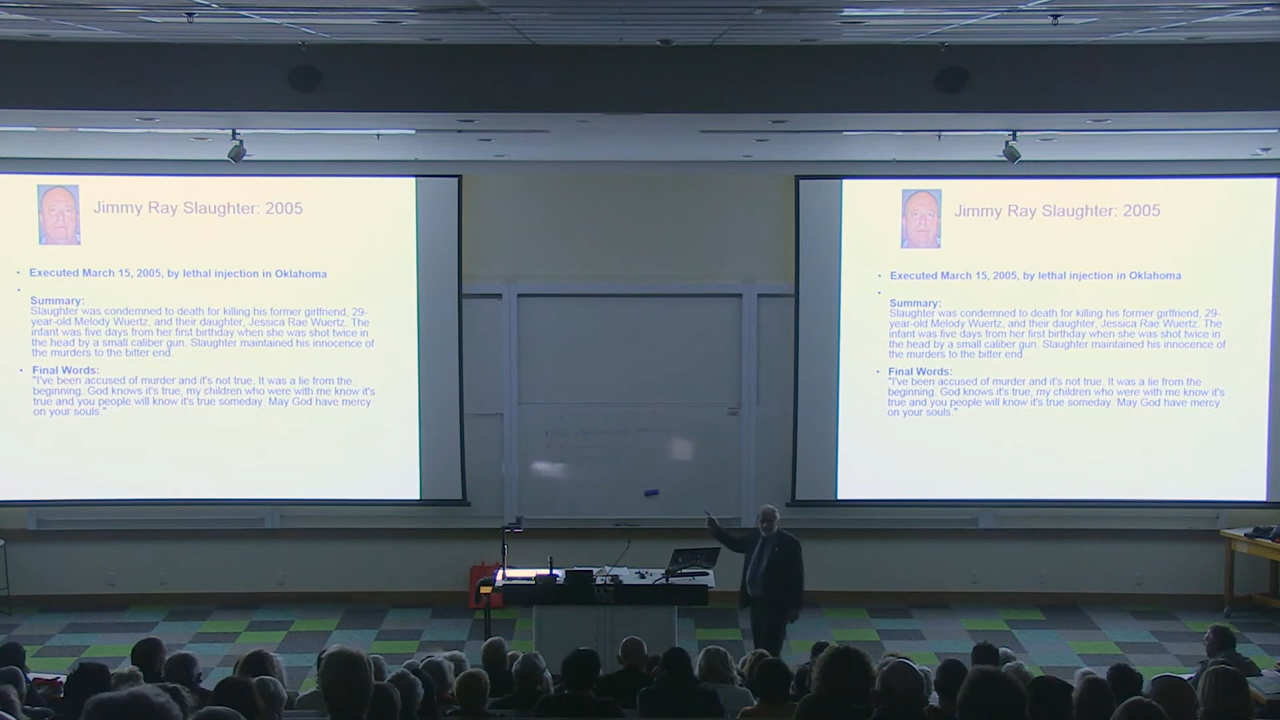 Jimmy Ray Slaughter: 2005
• Executed March 15, 2005, by lethal injection in Oklahoma
•
Summary:
Slaughter was condemned to death for killing his former girlfriend, 29-
year-old Melody Wuertz, and their daughter, Jessica Rae Wuertz. The
infant was five days from her first birthday when she was shot twice in
the head by a small caliber gun. Slaughter maintained his innocence of
the murders to the bitter end.
• Final Words:
"I've been accused of murder and it's not true. It was a lie from the
beginning. God knows it's true, my children who were with me know it's
true and you people will know it's true someday. May God have mercy
on your souls."
Jimmy Ray Slaughter: 2005
• Executed March 15, 2005, by lethal injection in Oklahoma
•
Summary:
Slaughter was condemned to death for killing his former girlfriend, 29-
year-old Melody Wuertz, and their daughter, Jessica Rae Wuertz. The
infant was five days from her first birthday when she was shot twice in
the head by a small caliber gun. Slaughter maintained his innocence of
the murders to the bitter end.
• Final Words:
"I've been accused of murder and it's not true. It was a lie from the
beginning. God knows it's true, my children who were with me know it's
true and you people will know it's true someday. May God have mercy
on your souls."